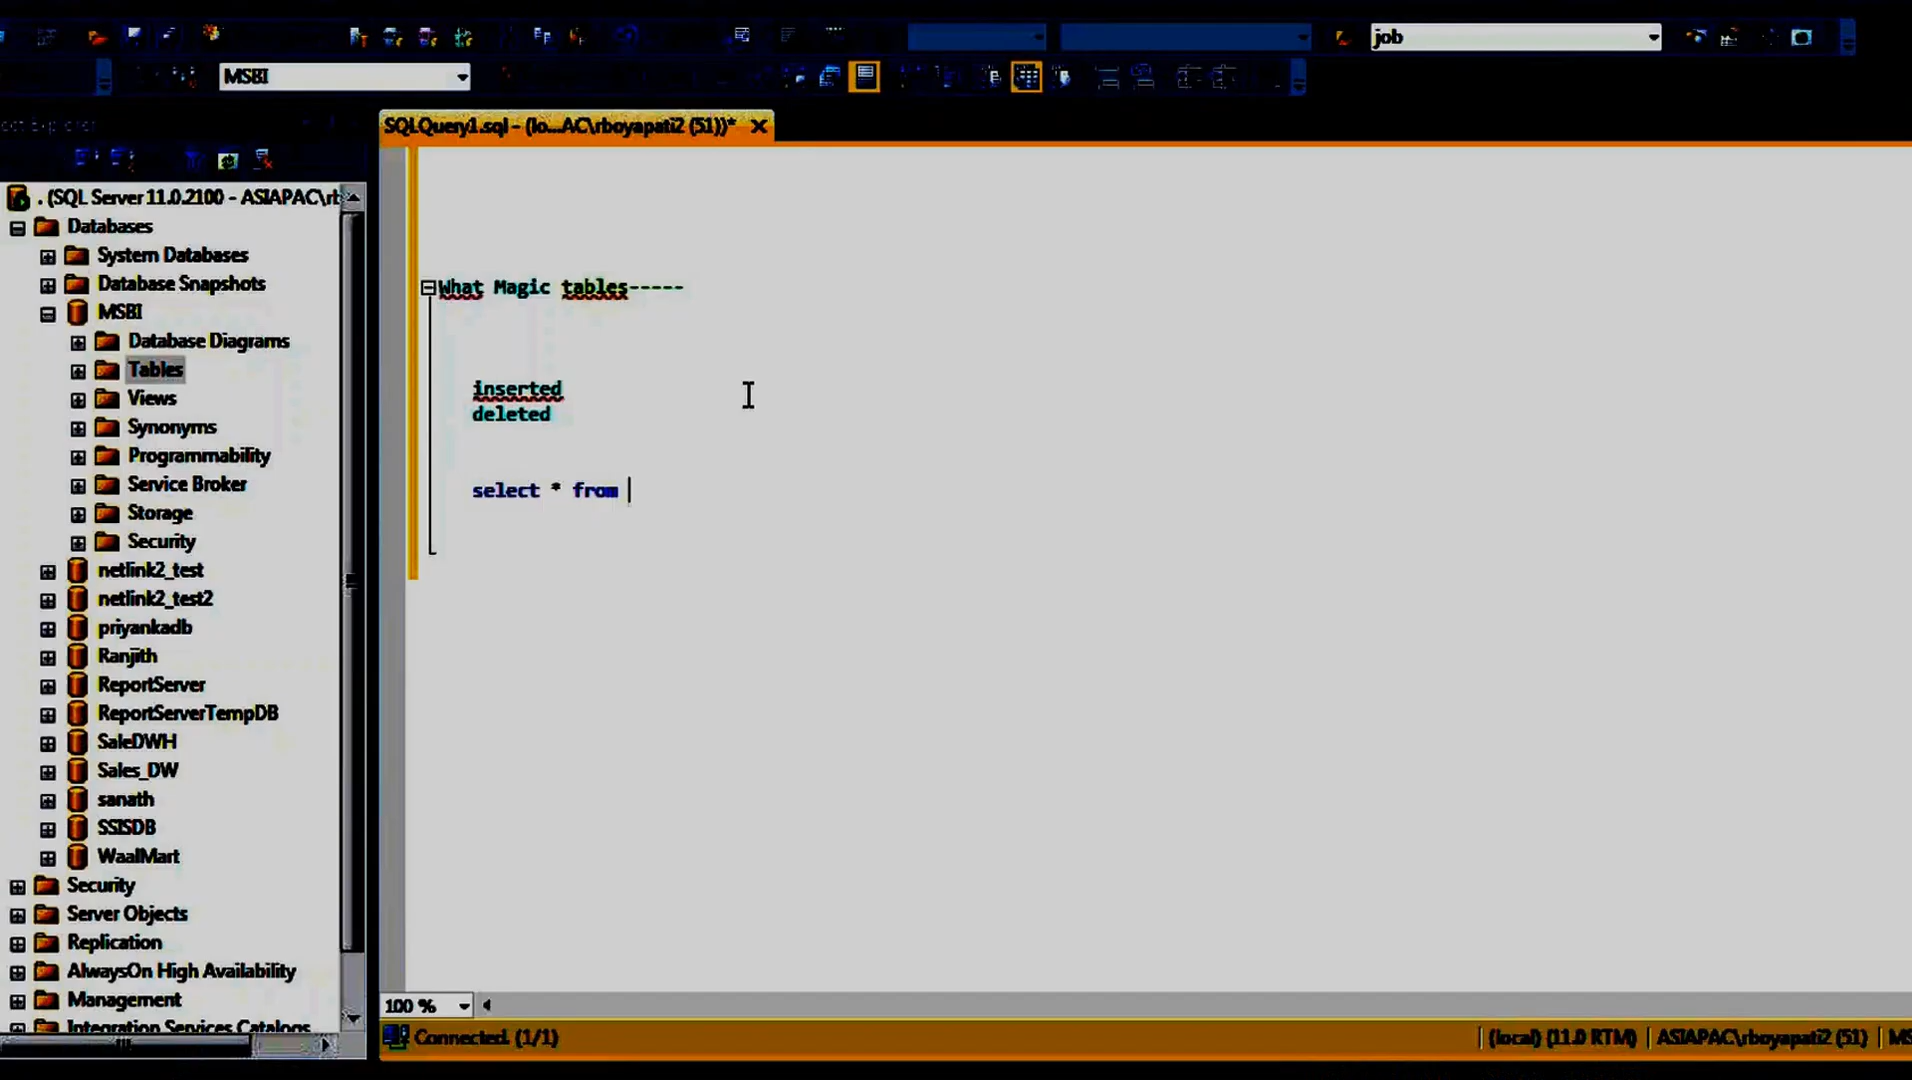 job
MSBI
SQLQuery1.sql - (lo...AC\rboyapati2 (51))*
. (SQL Server 11.0.2100 - ASIAPAC\rb
Databases
System Databases
Database Snapshots
MSBI
Database Diagrams
Tables
Views
Synonyms
Programmability
Service Broker
Storage
Security
netlink2_test
netlink2_test2
priyankadb
Ranjith
ReportServer
ReportServerTempDB
SaleDWH
Sales_DW
sanath
SSISDB
WaalMart
Security
Server Objects
Replication
AlwaysOn High Availability
Management
Integration Services Catalogs
What Magic tables-----
inserted
deleted
select * from
100 %
Connected. (1/1)
(local) (11.0 RTM)
ASIAPAC\rboyapati2 (51)
MS